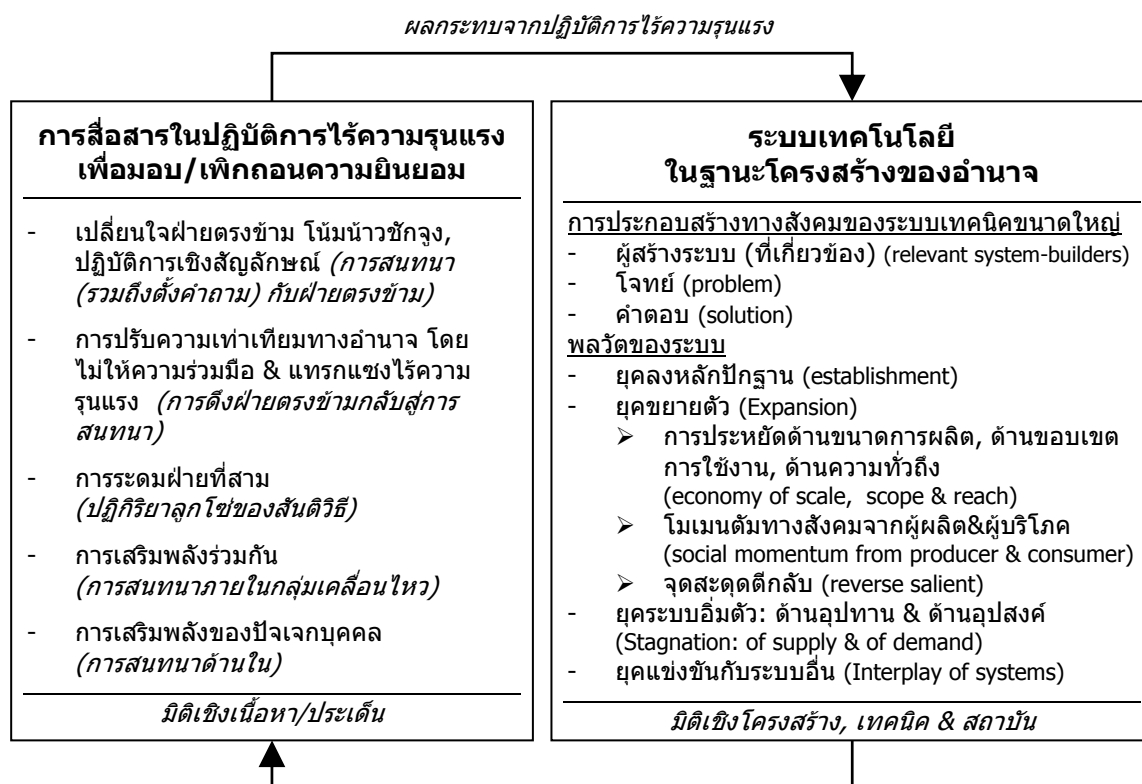 ผลกระทบจากปฏิบัติการไร้ความรุนแรง
การสื่อสารในปฏิบัติการไร้ความรุนแรง
เพื่อมอบ/เพิกถอนความยินยอม
- เปลี่ยนใจฝ่ายตรงข้าม โน้มน้าวชักจูง,
ปฏิบัติการเชิงสัญลักษณ์ (การสนทนา
(รวมถึงตั้งคำถาม) กับฝ่ายตรงข้าม)
- การปรับความเท่าเทียมทางอำนาจ โดย
ไม่ให้ความร่วมมือ & แทรกแซงไร้ความ
รุนแรง (การดึงฝ่ายตรงข้ามกลับสู่การ
สนทนา)
- การระดมฝ่ายที่สาม
(ปฏิกิริยาลูกโซ่ของสันติวิธี)
- การเสริมพลังร่วมกัน
(การสนทนาภายในกลุ่มเคลื่อนไหว)
- การเสริมพลังของปัจเจกบุคคล
(การสนทนาด้านใน)
มิติเชิงเนื้อหา/ประเด็น
ระบบเทคโนโลยี
ในฐานะโครงสร้างของอำนาจ
การประกอบสร้างทางสังคมของระบบเทคนิคขนาดใหญ่
- ผู้สร้างระบบ (ที่เกี่ยวข้อง) (relevant system-builders)
- โจทย์ (problem)
- คำตอบ (solution)
พลวัตของระบบ
- ยุคลงหลักปักฐาน (establishment)
- ยุคขยายตัว (Expansion)
➢ การประหยัดด้านขนาดการผลิต, ด้านขอบเขต
การใช้งาน, ด้านความทั่วถึง
(economy of scale, scope & reach)
➢ โมเมนตัมทางสังคมจากผู้ผลิต&ผู้บริโภค
(social momentum from producer & consumer)
➢ จุดสะดุดตีกลับ (reverse salient)
- ยุคระบบอิ่มตัว: ด้านอุปทาน & ด้านอุปสงค์
(Stagnation: of supply & of demand)
- ยุคแข่งขันกับระบบอื่น (Interplay of systems)
มิติเชิงโครงสร้าง, เทคนิค & สถาบัน